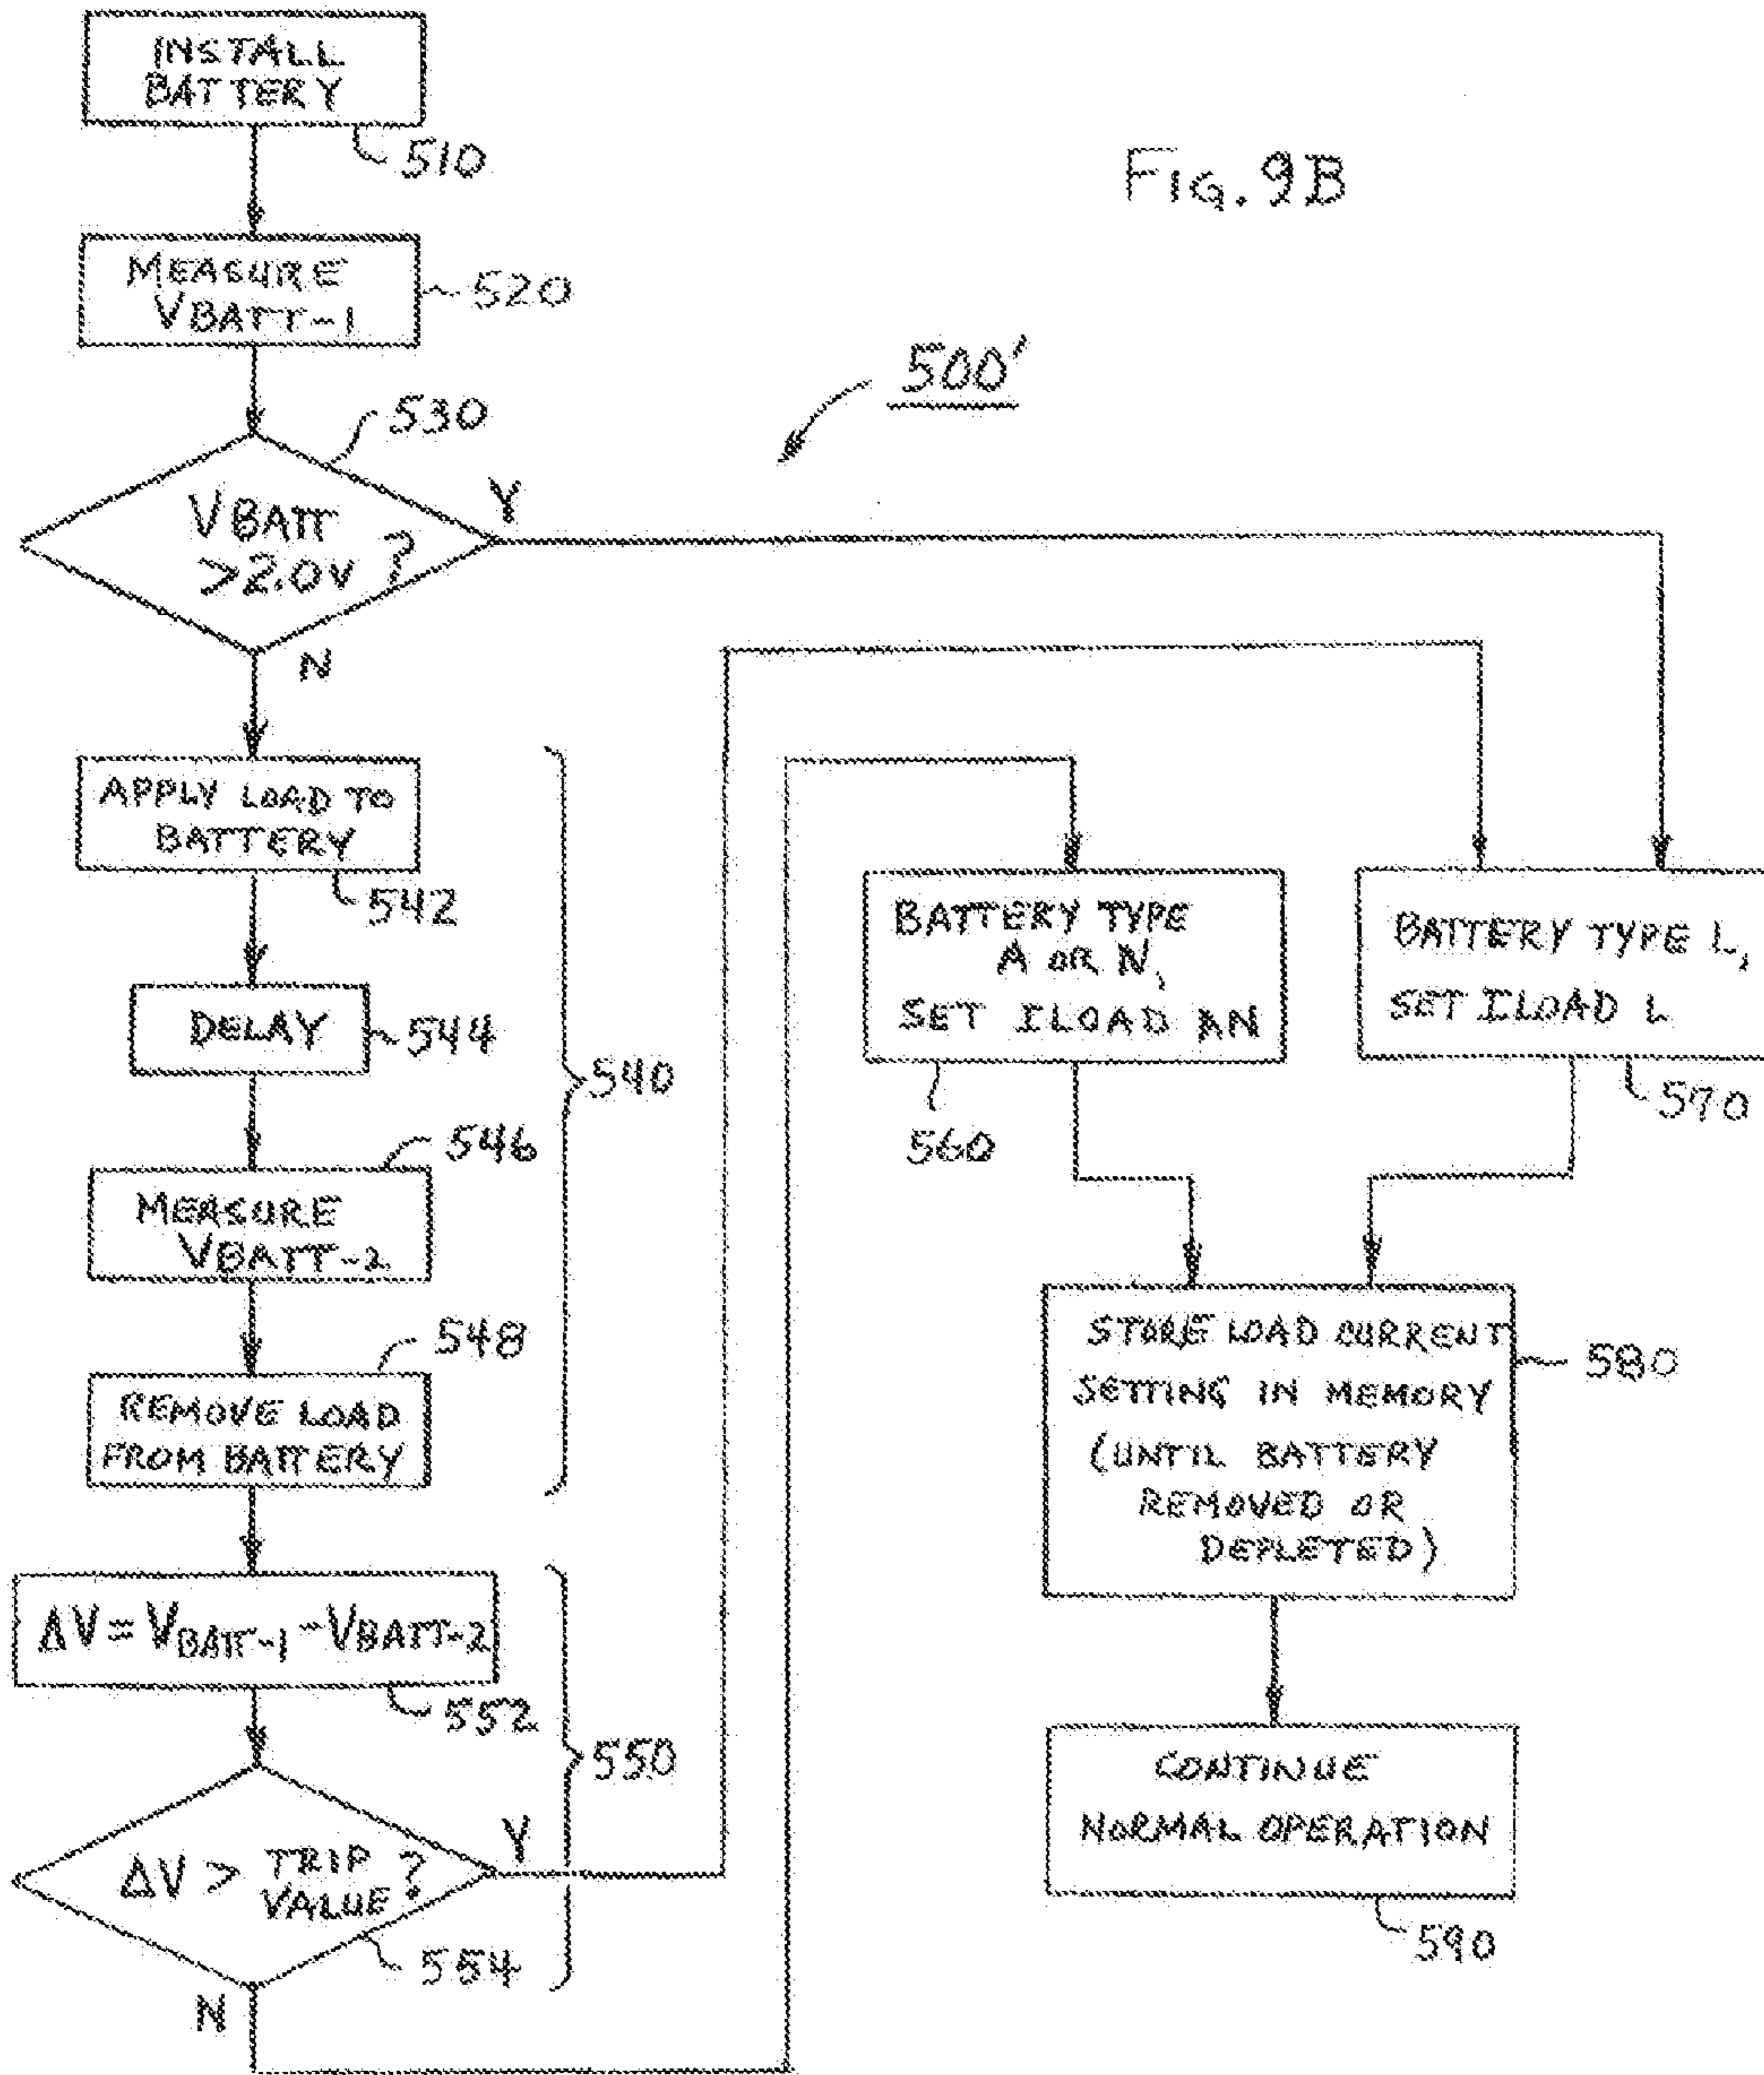 INSTALL
BATTERY
510
FIG. 9B
MEASURE
VBATT-1
520
500'
530
VBATT
>2.0V ?
Y
N
APPLY LOAD TO
BATTERY
542
DELAY
544
540
546
MEASURE
VBATT-2
548
REMOVE LOAD
FROM BATTERY
ΔV = VBATT-1 - VBATT-2
552
550
ΔV > TRIP
VALUE ?
Y
554
N
BATTERY TYPE
A OR N,
SET ILOAD AN
560
BATTERY TYPE L,
SET ILOAD L
570
STORE LOAD CURRENT
SETTING IN MEMORY
(UNTIL BATTERY
REMOVED OR
DEPLETED)
580
CONTINUE
NORMAL OPERATION
590